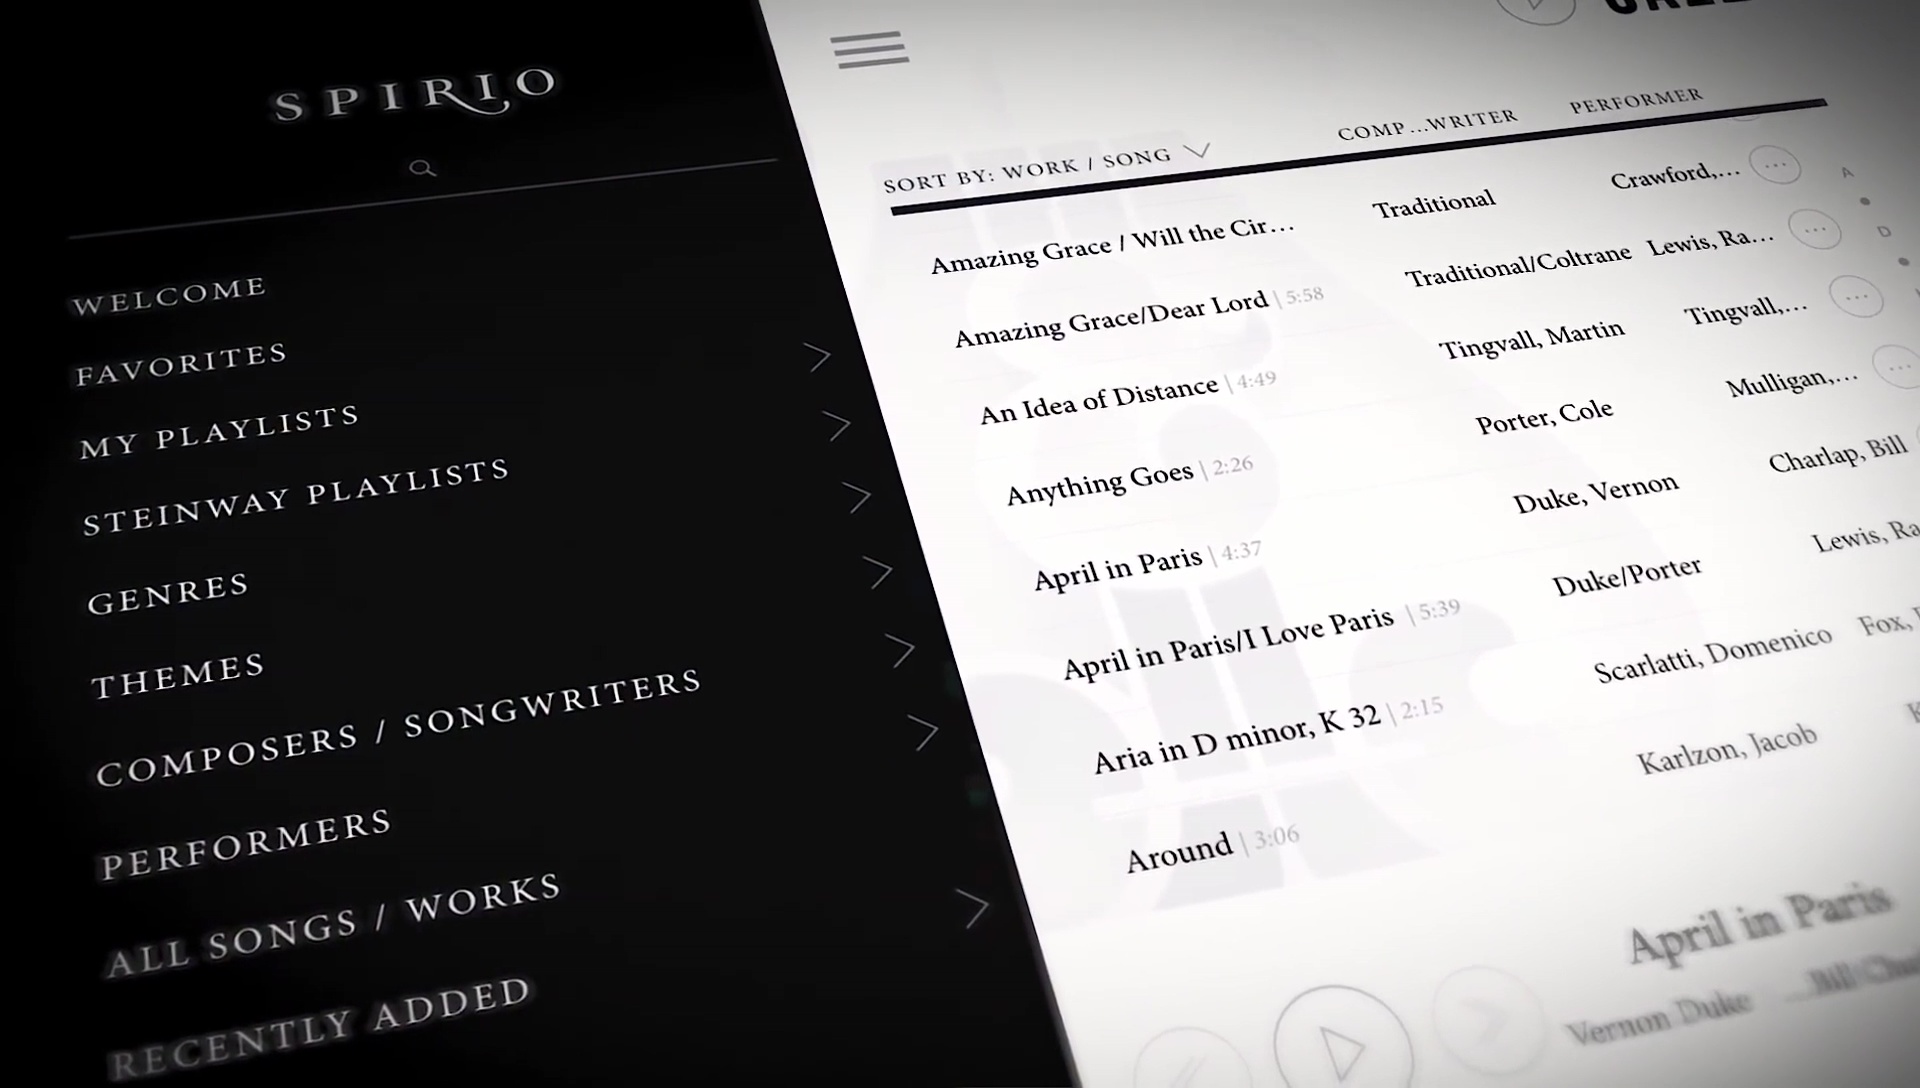 SPIRIO
WELCOME
FAVORITES
MY PLAYLISTS
STEINWAY PLAYLISTS
GENRES
THEMES
COMPOSERS / SONGWRITERS
PERFORMERS
ALL SONGS / WORKS
RECENTLY ADDED
SORT BY: WORK / SONG COMP...WRITER PERFORMER
Amazing Grace / Will the Cir... Traditional Crawford,...
Amazing Grace/Dear Lord | 5:58 Traditional/Coltrane Lewis, Ra...
An Idea of Distance | 4:49 Tingvall, Martin Tingvall,...
Anything Goes | 2:26 Porter, Cole Mulligan,...
April in Paris | 4:37 Duke, Vernon Charlap, Bill
April in Paris/I Love Paris | 5:39 Duke/Porter Lewis, Ra
Aria in D minor, K 32 | 2:15 Scarlatti, Domenico Fox,
Around | 3:06 Karlzon, Jacob
A
D
April in Paris
Vernon Duke ...Bill